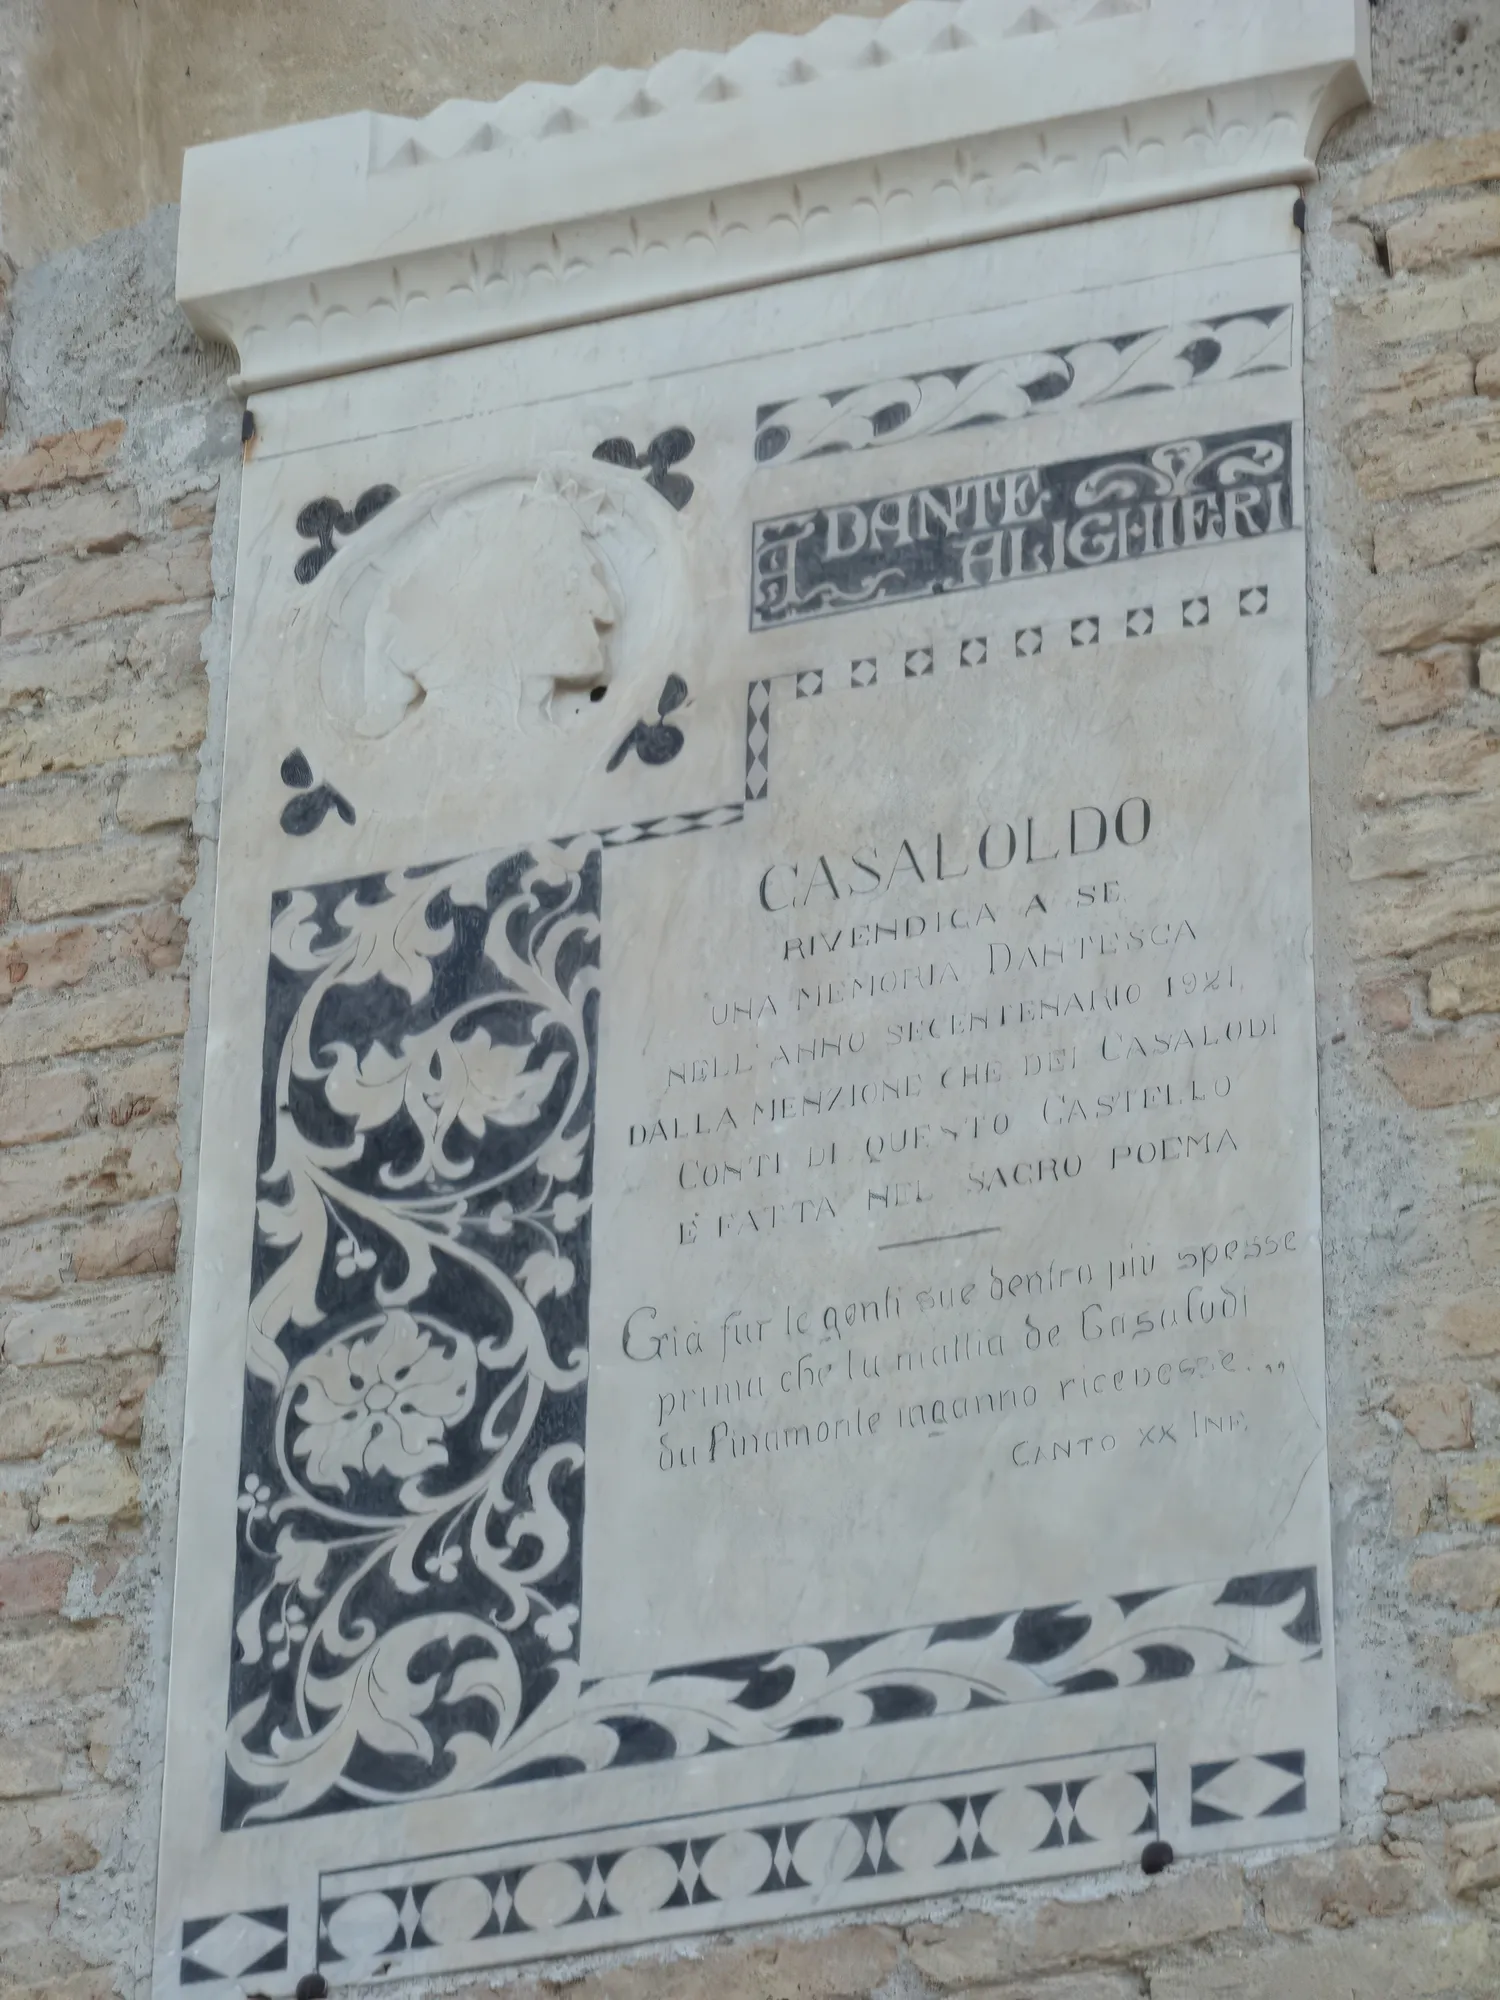 A
DANTE
ALIGHIERI
CASALOLDO
RIVENDICA A SE
UNA MEMORIA DANTESCA
NELL'ANNO SECENTENARIO 1921,
DALLA MENZIONE CHE DEI CASALODI
CONTI DI QUESTO CASTELLO
E' FATTA NEL SACRO POEMA
Gia fur le genti sue dentro più spesse
prima che la mattia de Casalodi
da Pinamonte inganno ricevesse...„
CANTO XX INF.